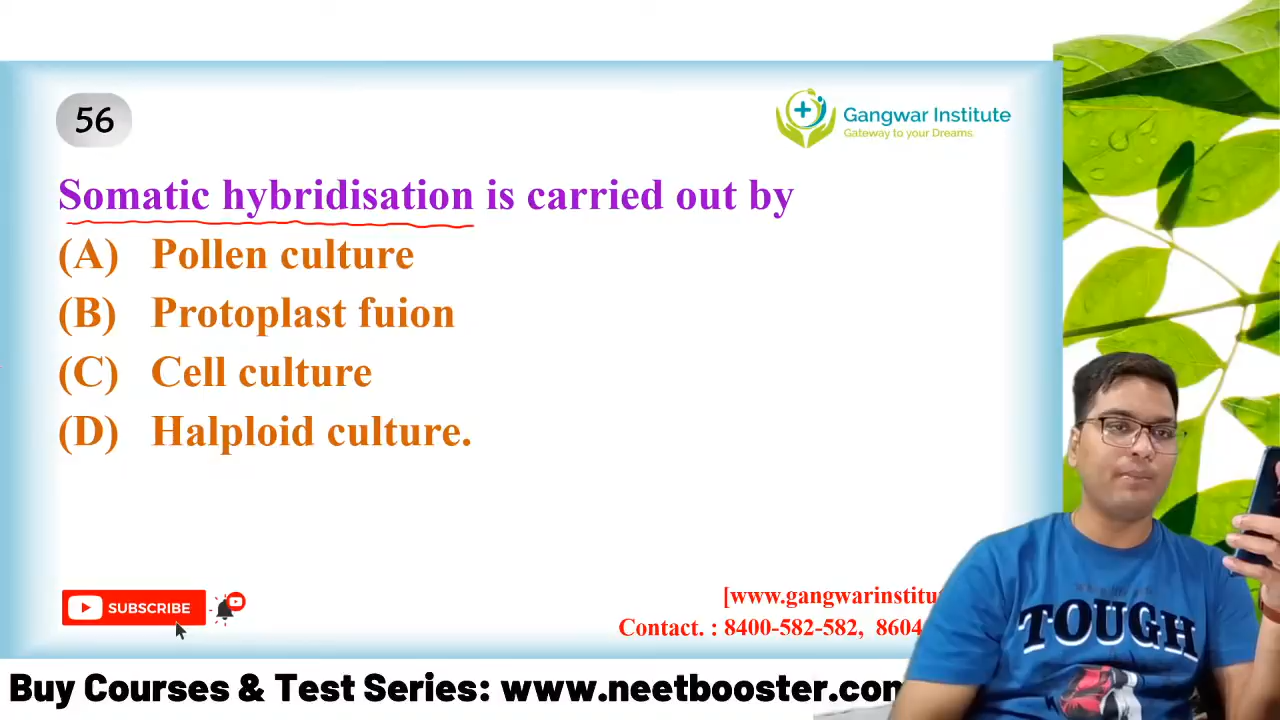 56
Gangwar Institute
Gateway to your Dreams
Somatic hybridisation is carried out by
(A) Pollen culture
(B) Protoplast fuion
(C) Cell culture
(D) Halploid culture.
SUBSCRIBE
[www.gangwarinstitu
Contact. : 8400-582-582, 8604
TOUGH
Buy Courses & Test Series: www.neetbooster.com